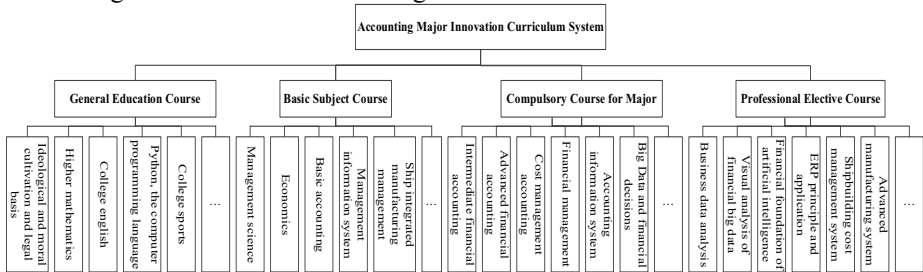 Accounting Major Innovation Curriculum System
General Education Course
Basic Subject Course
Compulsory Course for Major
Professional Elective Course
Ideological and moral
cultivation and legal
basis
Higher mathematics
College english
Python, the computer
programming language
College sports
...
Management science
Economics
Basic accounting
Management
information system
Ship integrated
manufacturing
management
...
Intermediate financial
accounting
Advanced financial
accounting
Cost management
accounting
Financial management
Accounting
information system
Big Data and financial
decisions
...
Business data analysis
Visual analysis of
financial big data
Financial foundation of
artificial intelligence
ERP principle and
application
Shipbuilding cost
management system
Advanced
manufacturing system
...